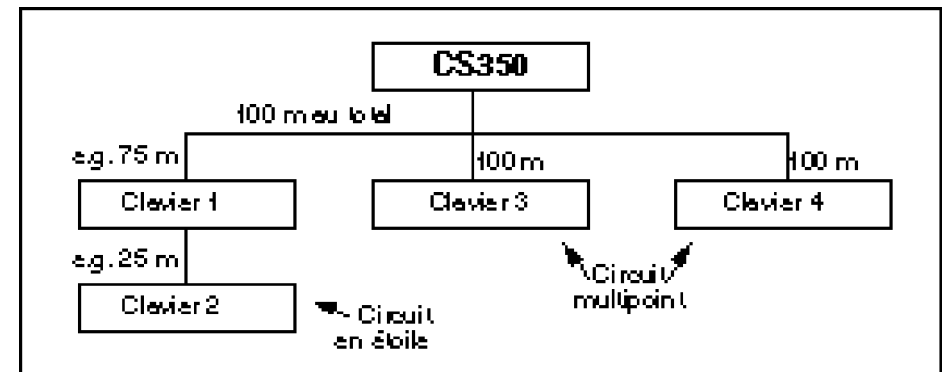 CS350
100 m au total
e.g. 75 m
100 m
100 m
Clavier 1
Clavier 3
Clavier 4
e.g. 25 m
Clavier 2
Circuit
multipoint
Circuit
en étoile